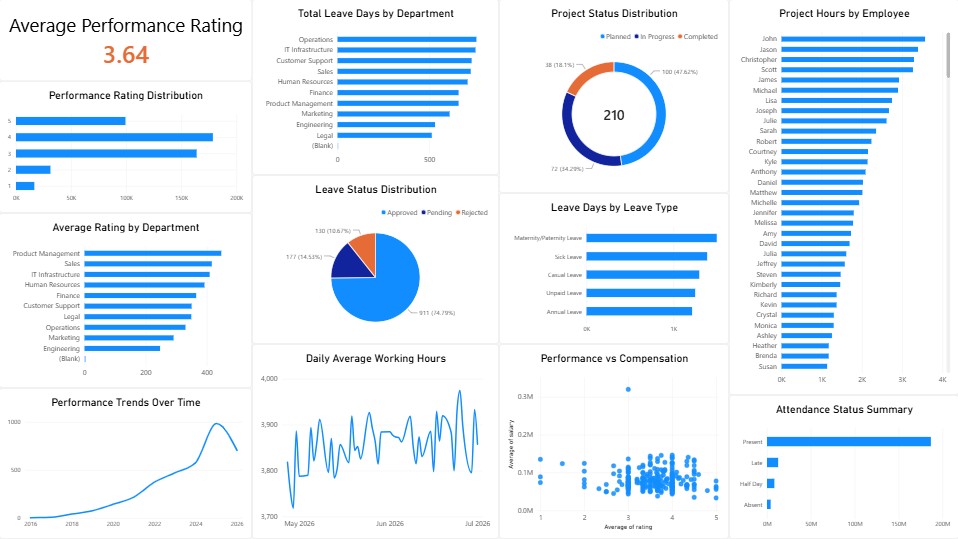 Average Performance Rating
3.64
Performance Rating Distribution
5
4
3
2
1
0K 50K 100K 150K 200K
Average Rating by Department
Product Management
Sales
IT Infrastructure
Human Resources
Finance
Customer Support
Legal
Operations
Marketing
Engineering
(Blank)
0 200 400
Performance Trends Over Time
1000
500
0
2016 2018 2020 2022 2024 2026
Total Leave Days by Department
Operations
IT Infrastructure
Customer Support
Sales
Human Resources
Finance
Product Management
Marketing
Engineering
Legal
(Blank)
0 500
Leave Status Distribution
Approved Pending Rejected
130 (10.67%)
177 (14.53%)
911 (74.79%)
Daily Average Working Hours
4,000
3,900
3,800
3,700
May 2026 Jun 2026 Jul 2026
Project Status Distribution
Planned In Progress Completed
38 (18.1%)
100 (47.62%)
210
72 (34.29%)
Leave Days by Leave Type
Maternity/Paternity Leave
Sick Leave
Casual Leave
Unpaid Leave
Annual Leave
0K 1K
Performance vs Compensation
Average of salary
0.3M
0.2M
0.1M
0.0M
1 2 3 4 5
Average of rating
Project Hours by Employee
John
Jason
Christopher
Scott
James
Michael
Lisa
Joseph
Julie
Sarah
Robert
Courtney
Kyle
Anthony
Daniel
Matthew
Michelle
Jennifer
Melissa
Amy
David
Julia
Jeffrey
Steven
Kimberly
Richard
Kevin
Crystal
Monica
Ashley
Heather
Brenda
Susan
0K 1K 2K 3K 4K
Attendance Status Summary
Present
Late
Half Day
Absent
0M 50M 100M 150M 200M